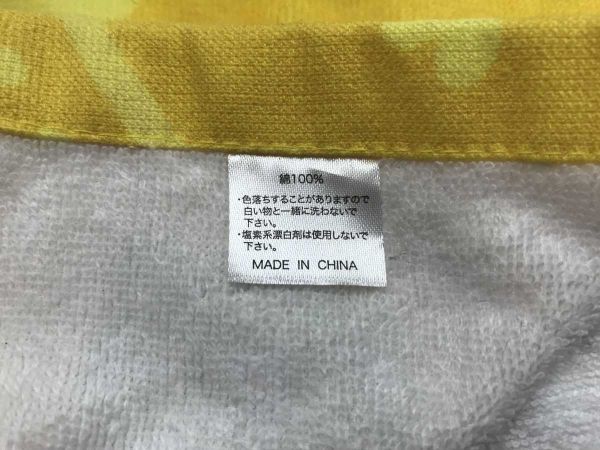 綿100%
・色落ちすることがありますので
白い物と一緒に洗わないで
下さい。
・塩素系漂白剤は使用しないで
下さい。
MADE IN CHINA